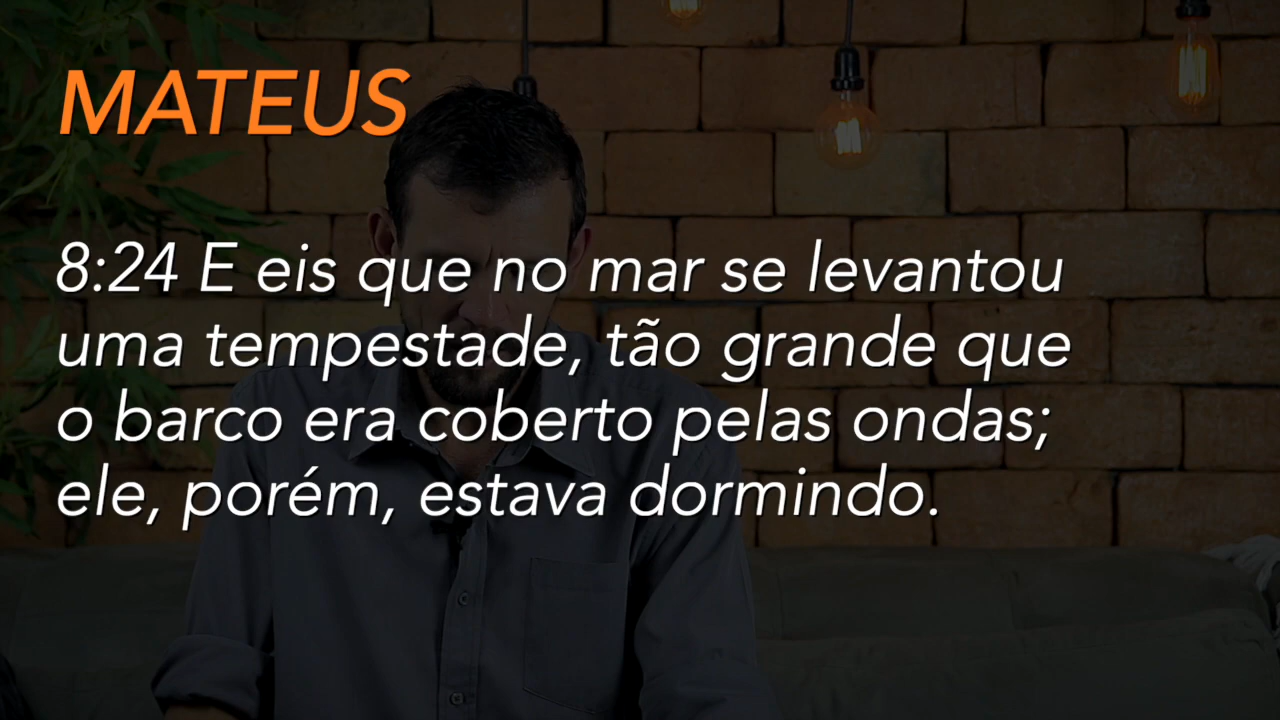 MATEUS
8:24 E eis que no mar se levantou
uma tempestade, tão grande que
o barco era coberto pelas ondas;
ele, porém, estava dormindo.